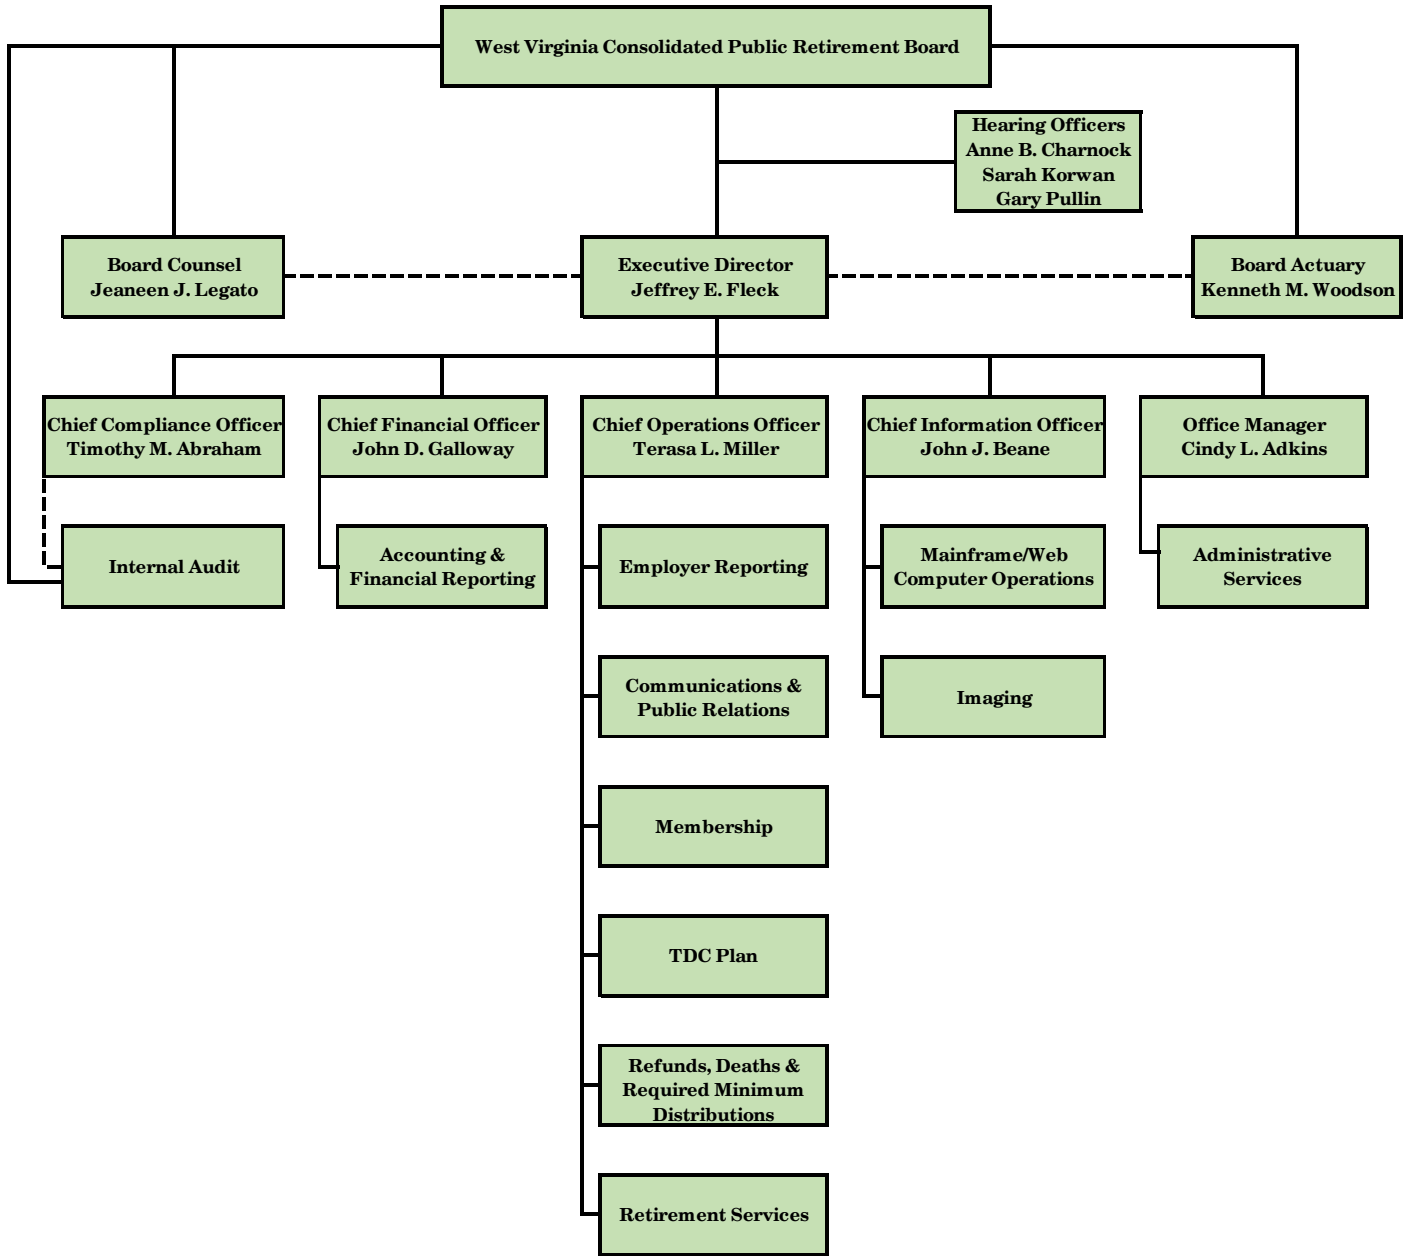 West Virginia Consolidated Public Retirement Board
Hearing Officers
Anne B. Charnock
Sarah Korwan
Gary Pullin
Board Counsel
Jeaneen J. Legato
Executive Director
Jeffrey E. Fleck
Board Actuary
Kenneth M. Woodson
Chief Compliance Officer
Timothy M. Abraham
Chief Financial Officer
John D. Galloway
Chief Operations Officer
Terasa L. Miller
Chief Information Officer
John J. Beane
Office Manager
Cindy L. Adkins
Internal Audit
Accounting &
Financial Reporting
Employer Reporting
Mainframe/Web
Computer Operations
Administrative
Services
Communications &
Public Relations
Imaging
Membership
TDC Plan
Refunds, Deaths &
Required Minimum
Distributions
Retirement Services